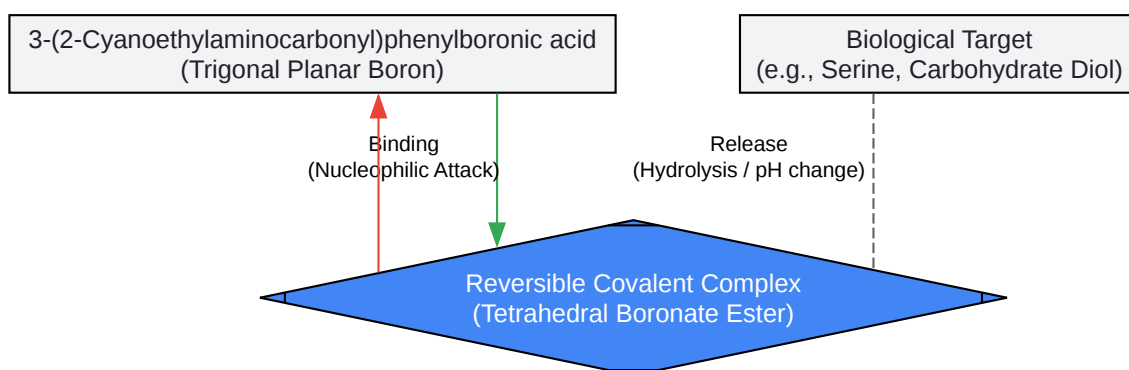 3-(2-Cyanoethylaminocarbonyl)phenylboronic acid
(Trigonal Planar Boron)
Biological Target
(e.g., Serine, Carbohydrate Diol)
Binding
(Nucleophilic Attack)
Release
(Hydrolysis / pH change)
Reversible Covalent Complex
(Tetrahedral Boronate Ester)